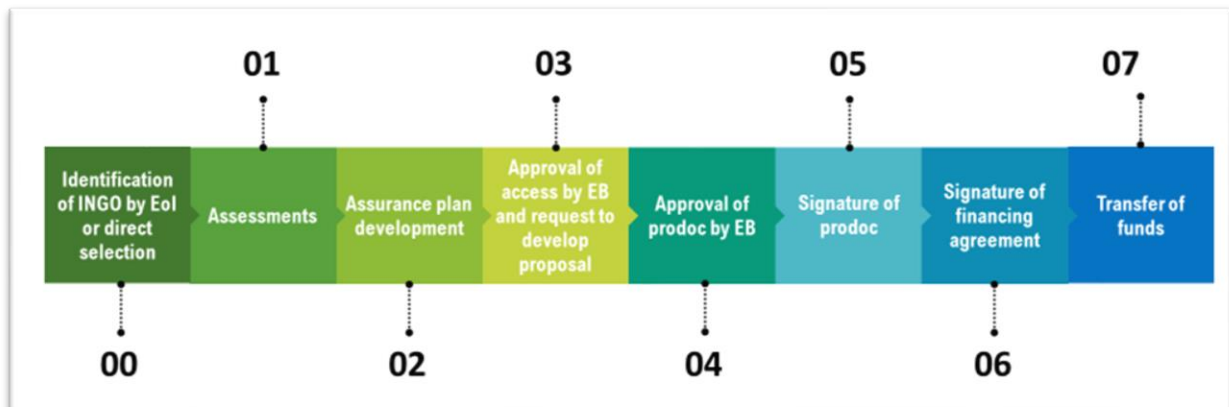 01
03
05
07
Identification
of INGO by EoI
or direct
selection
Assessments
Assurance plan
development
Approval of
access by EB
and request to
develop
proposal
Approval of
prodoc by EB
Signature of
prodoc
Signature of
financing
agreement
Transfer of
funds
00
02
04
06